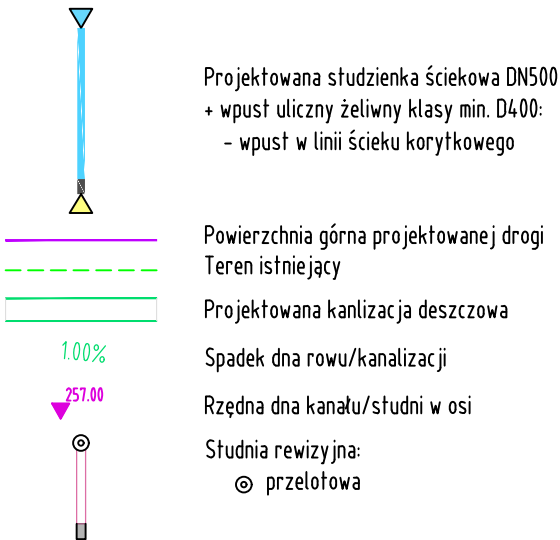 Projektowana studzienka ściekowa DN500
+ wpust uliczny żeliwny klasy min. D400:
- wpust w linii ścieku korytkowego
Powierzchnia górna projektowanej drogi
Teren istniejący
Projektowana kanlizacja deszczowa
1.00%
Spadek dna rowu/kanalizacji
257.00
Rzędna dna kanału/studni w osi
Studnia rewizyjna:
przelotowa